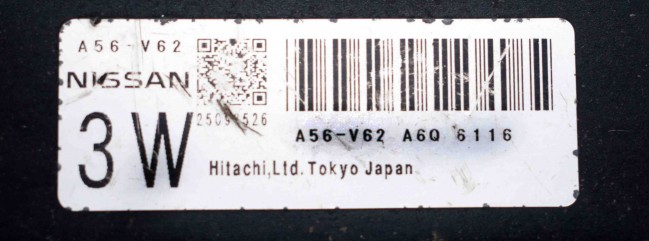 A56-V62
NISSAN
3W
A56-V62 A6Q 6116
Hitachi,Ltd. Tokyo Japan